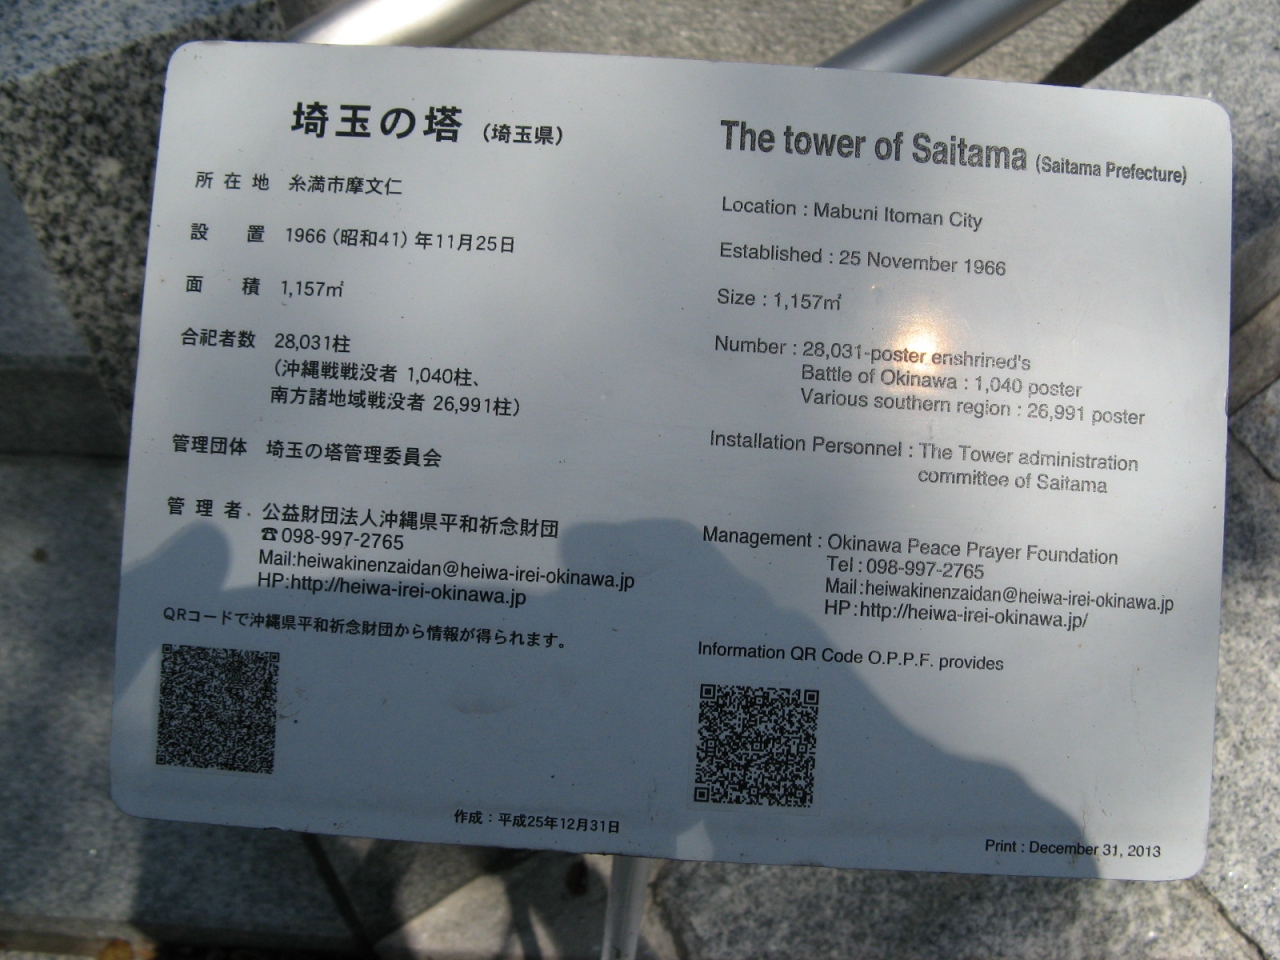 埼玉の塔 (埼玉県)
所在地 糸満市摩文仁
設置 1966(昭和41)年11月25日
面積 1,157㎡
合祀者数 28,031柱
(沖縄戦戦没者 1,040柱、
南方諸地域戦没者 26,991柱)
管理団体 埼玉の塔管理委員会
管理者. 公益財団法人沖縄県平和祈念財団
☎098-997-2765
Mail:heiwakinenzaidan@heiwa-irei-okinawa.jp
HP:http://heiwa-irei-okinawa.jp
QRコードで沖縄県平和祈念財団から情報が得られます。
作成：平成25年12月31日
The tower of Saitama (Saitama Prefecture)
Location : Mabuni Itoman City
Established : 25 November 1966
Size : 1,157㎡
Number : 28,031-poster enshrined's
Battle of Okinawa : 1,040 poster
Various southern region : 26,991 poster
Installation Personnel : The Tower administration
committee of Saitama
Management : Okinawa Peace Prayer Foundation
Tel : 098-997-2765
Mail : heiwakinenzaidan@heiwa-irei-okinawa.jp
HP : http://heiwa-irei-okinawa.jp/
Information QR Code O.P.P.F. provides
Print : December 31, 2013